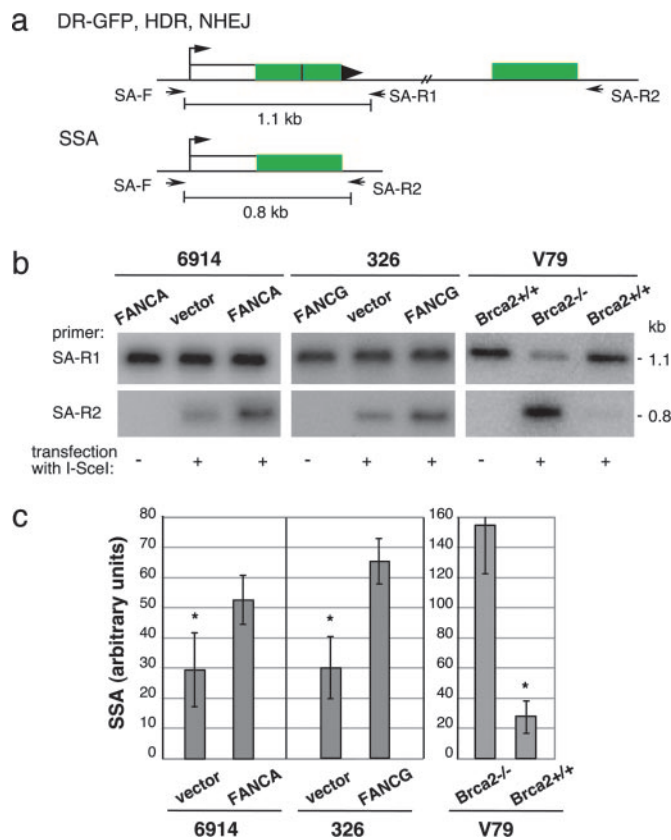 a
DR-GFP, HDR, NHEJ
SA-F
SA-R1
SA-R2
1.1 kb
SSA
SA-F
SA-R2
0.8 kb
b
6914 326 V79
FANCA vector FANCA FANCG vector FANCG Brca2+/+ Brca2-/- Brca2+/+
primer: kb
SA-R1 - 1.1
SA-R2 - 0.8
transfection
with I-SceI: - + + - + + - + +
c
SSA (arbitrary units)
80 160
70 140
60 120
50 100
40 80
30 60
20 40
10 20
0 0
* * *
vector FANCA vector FANCG Brca2-/- Brca2+/+
6914 326 V79